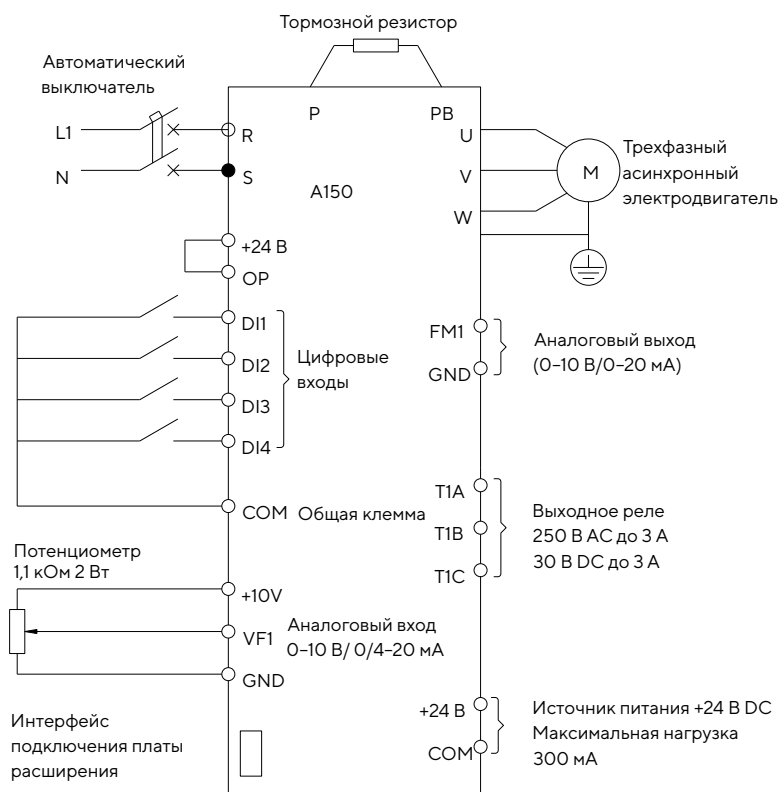 Тормозной резистор
Автоматический
выключатель
P
PB
L1
R
U
Трехфазный
асинхронный
электродвигатель
N
S
V
M
A150
W
+24 В
OP
DI1
DI2
DI3
DI4
Цифровые
входы
FM1
GND
Аналоговый выход
(0–10 В/0–20 мА)
COM
Общая клемма
T1A
T1B
T1C
Выходное реле
250 В AC до 3 А
30 В DC до 3 А
Потенциометр
1,1 кОм 2 Вт
+10V
VF1
GND
Аналоговый вход
0–10 В/ 0/4–20 мА
+24 В
COM
Источник питания +24 В DC
Максимальная нагрузка
300 мА
Интерфейс
подключения платы
расширения